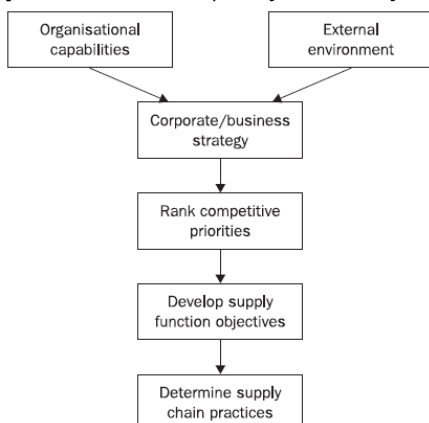 Organisational
capabilities
External
environment
Corporate/business
strategy
Rank competitive
priorities
Develop supply
function objectives
Determine supply
chain practices